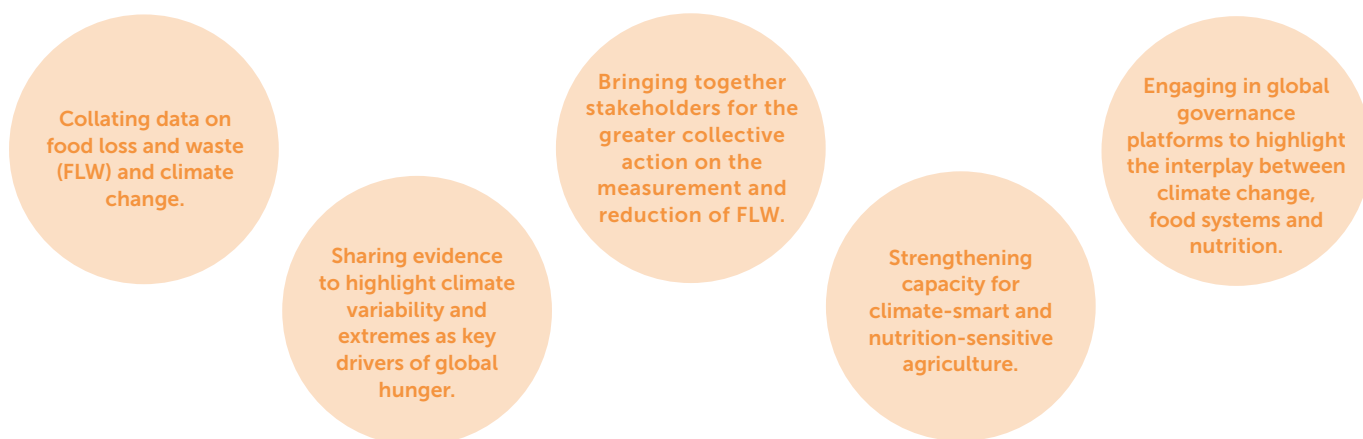 Collating data on
food loss and waste
(FLW) and climate
change.
Sharing evidence
to highlight climate
variability and
extremes as key
drivers of global
hunger.
Bringing together
stakeholders for the
greater collective
action on the
measurement and
reduction of FLW.
Strengthening
capacity for
climate-smart and
nutrition-sensitive
agriculture.
Engaging in global
governance
platforms to highlight
the interplay between
climate change,
food systems and
nutrition.